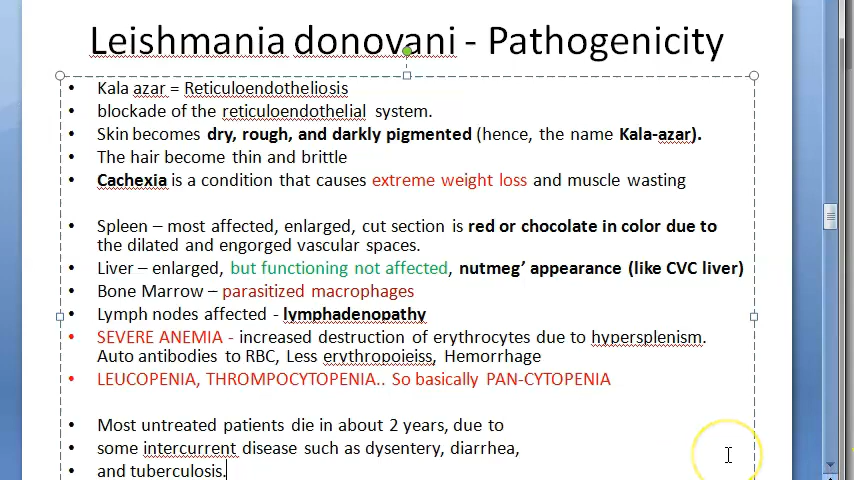 Leishmania donovani - Pathogenicity
• Kala azar = Reticuloendotheliosis
• blockade of the reticuloendothelial system.
• Skin becomes dry, rough, and darkly pigmented (hence, the name Kala-azar).
• The hair become thin and brittle
• Cachexia is a condition that causes extreme weight loss and muscle wasting
• Spleen – most affected, enlarged, cut section is red or chocolate in color due to
the dilated and engorged vascular spaces.
• Liver – enlarged, but functioning not affected, nutmeg’ appearance (like CVC liver)
• Bone Marrow – parasitized macrophages
• Lymph nodes affected - lymphadenopathy
• SEVERE ANEMIA - increased destruction of erythrocytes due to hypersplenism.
Auto antibodies to RBC, Less erythropoieiss, Hemorrhage
• LEUCOPENIA, THROMPOCYTOPENIA.. So basically PAN-CYTOPENIA
• Most untreated patients die in about 2 years, due to
• some intercurrent disease such as dysentery, diarrhea,
• and tuberculosis.